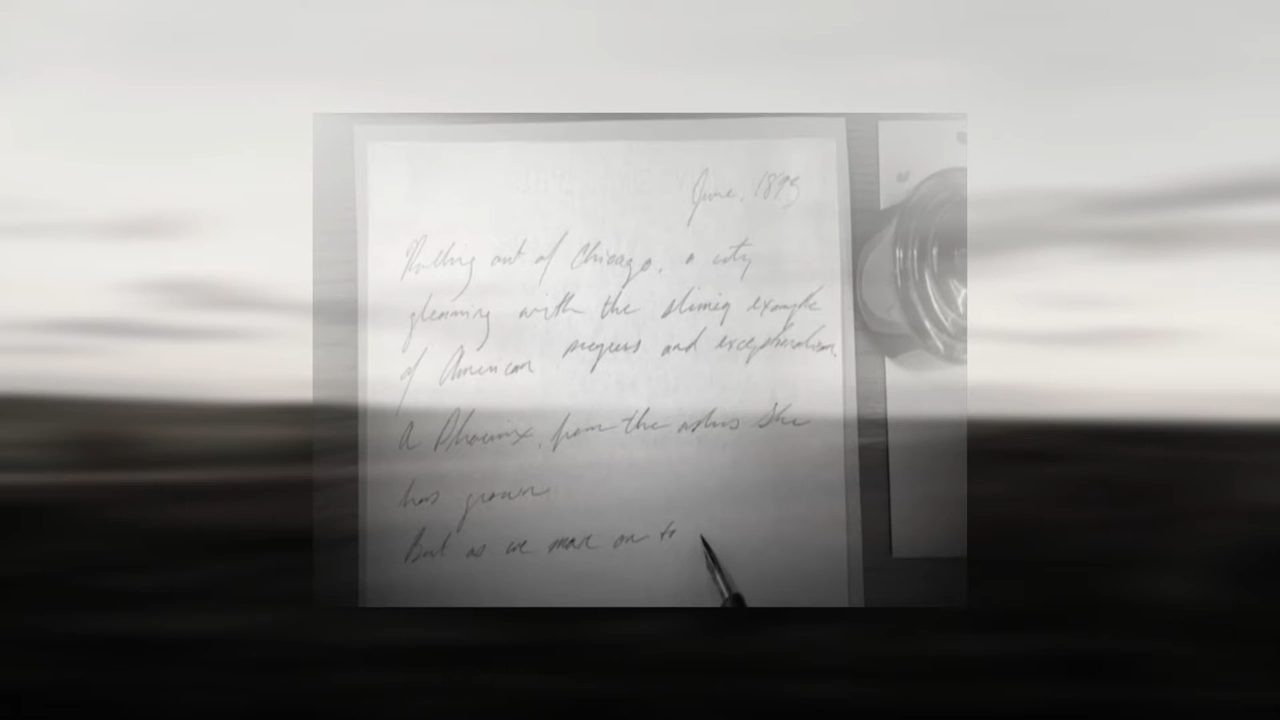 June, 1893
Rolling out of Chicago, a city
gleaming with the example
of American progress and exceptionalism.
A Phoenix, from the ashes She
has grown
But as we move on to